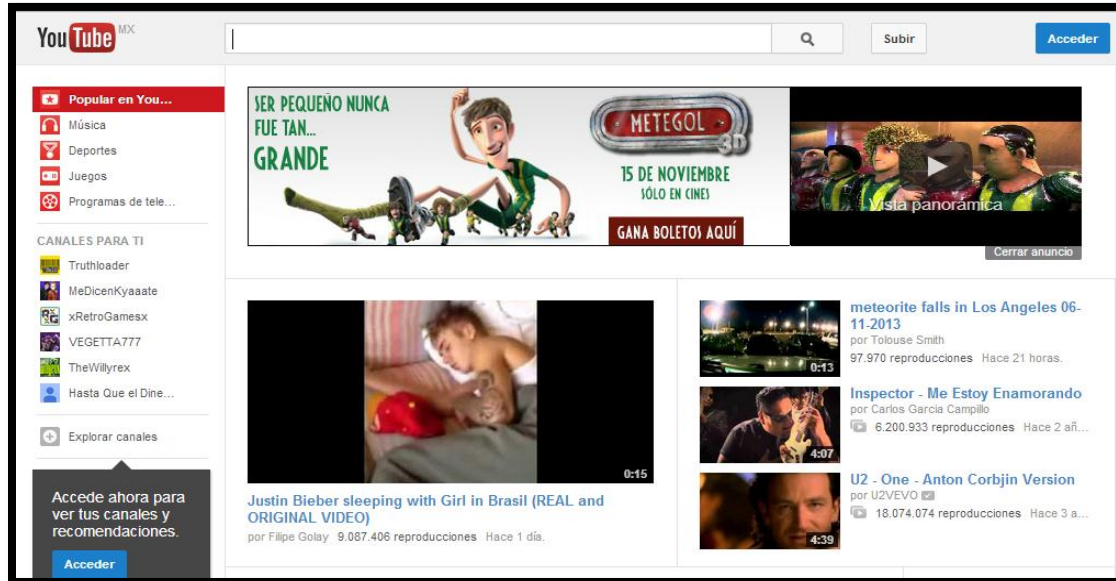 YouTube MX
Subir
Acceder
Popular en You...
Música
Deportes
Juegos
Programas de tele...
CANALES PARA TI
Truthloader
MeDicenKyaaate
xRetroGamesx
VEGETTA777
TheWillyrex
Hasta Que el Dine...
Explorar canales
Accede ahora para
ver tus canales y
recomendaciones.
Acceder
SER PEQUEÑO NUNCA
FUE TAN...
GRANDE
METEGOL
3D
15 DE NOVIEMBRE
SÓLO EN CINES
GANA BOLETOS AQUÍ
Vista panorámica
Cerrar anuncio
0:15
Justin Bieber sleeping with Girl in Brasil (REAL and
ORIGINAL VIDEO)
por Filipe Golay 9.087.406 reproducciones Hace 1 día.
0:13
meteorite falls in Los Angeles 06-
11-2013
por Tolouse Smith
97.970 reproducciones Hace 21 horas.
4:07
Inspector - Me Estoy Enamorando
por Carlos Garcia Campillo
6.200.933 reproducciones Hace 2 añ...
4:39
U2 - One - Anton Corbjin Version
por U2VEVO
18.074.074 reproducciones Hace 3 a...